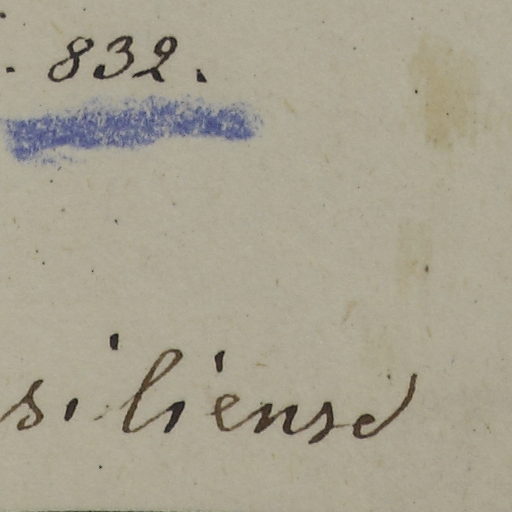 . 832.
siliense